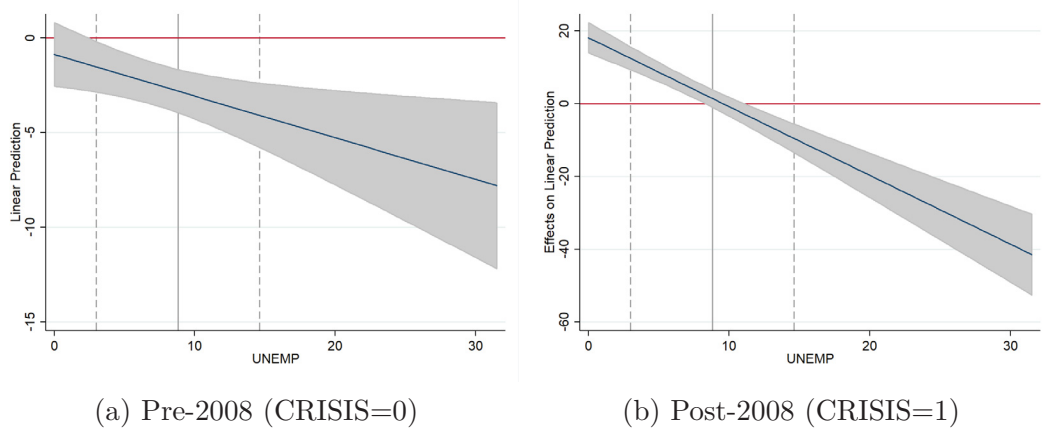 0
-5
-10
-15
Linear Prediction
0 10 20 30
UNEMP
(a) Pre-2008 (CRISIS=0)
20
0
-20
-40
-60
Effects on Linear Prediction
0 10 20 30
UNEMP
(b) Post-2008 (CRISIS=1)